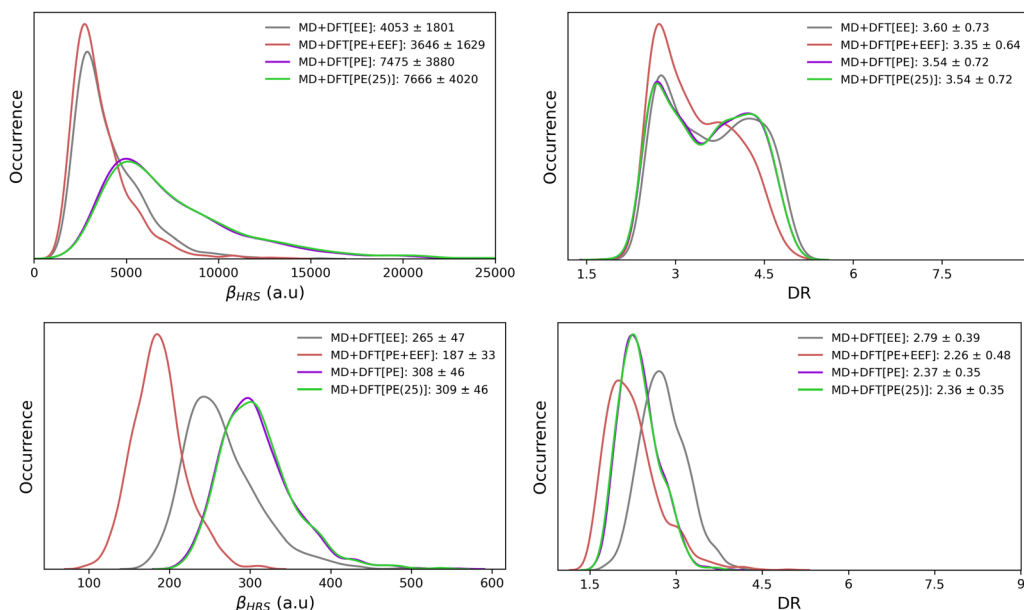 MD+DFT[EE]: 4053 ± 1801
MD+DFT[PE+EEF]: 3646 ± 1629
MD+DFT[PE]: 7475 ± 3880
MD+DFT[PE(25)]: 7666 ± 4020
Occurrence
0 5000 10000 15000 20000 25000
β_HRS (a.u)
MD+DFT[EE]: 3.60 ± 0.73
MD+DFT[PE+EEF]: 3.35 ± 0.64
MD+DFT[PE]: 3.54 ± 0.72
MD+DFT[PE(25)]: 3.54 ± 0.72
Occurrence
1.5 3 4.5 6 7.5
DR
MD+DFT[EE]: 265 ± 47
MD+DFT[PE+EEF]: 187 ± 33
MD+DFT[PE]: 308 ± 46
MD+DFT[PE(25)]: 309 ± 46
Occurrence
100 200 300 400 500 600
β_HRS (a.u)
MD+DFT[EE]: 2.79 ± 0.39
MD+DFT[PE+EEF]: 2.26 ± 0.48
MD+DFT[PE]: 2.37 ± 0.35
MD+DFT[PE(25)]: 2.36 ± 0.35
Occurrence
1.5 3 4.5 6 7.5 9
DR